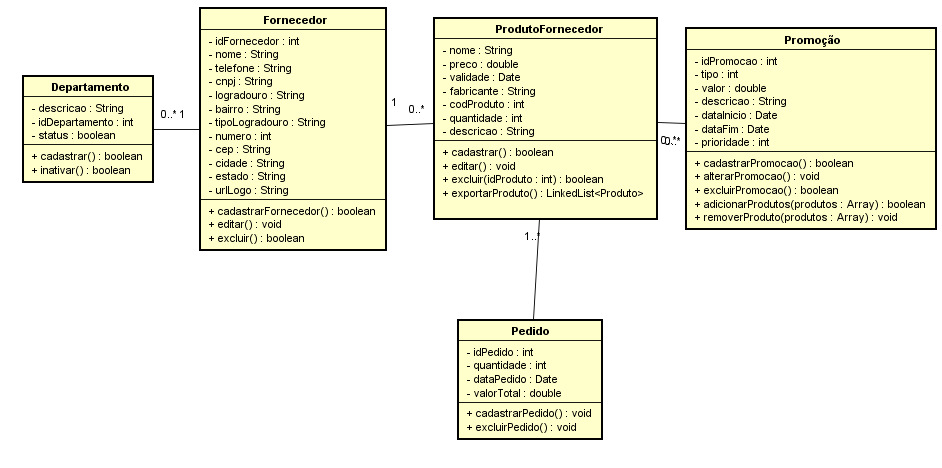 Departamento
- descricao : String
- idDepartamento : int
- status : boolean
+ cadastrar() : boolean
+ inativar() : boolean
0..* 1
Fornecedor
- idFornecedor : int
- nome : String
- telefone : String
- cnpj : String
- logradouro : String
- bairro : String
- tipoLogradouro : String
- numero : int
- cep : String
- cidade : String
- estado : String
- urlLogo : String
+ cadastrarFornecedor() : boolean
+ editar() : void
+ excluir() : boolean
1
0..*
ProdutoFornecedor
- nome : String
- preco : double
- validade : Date
- fabricante : String
- codProduto : int
- quantidade : int
- descricao : String
+ cadastrar() : boolean
+ editar() : void
+ excluir(idProduto : int) : boolean
+ exportarProduto() : LinkedList<Produto>
Promoção
- idPromocao : int
- tipo : int
- valor : double
- descricao : String
- dataInicio : Date
- dataFim : Date
- prioridade : int
+ cadastrarPromocao() : boolean
+ alterarPromocao() : void
+ excluirPromocao() : boolean
+ adicionarProdutos(produtos : Array) : boolean
+ removerProduto(produtos : Array) : void
1..*
Pedido
- idPedido : int
- quantidade : int
- dataPedido : Date
- valorTotal : double
+ cadastrarPedido() : void
+ excluirPedido() : void